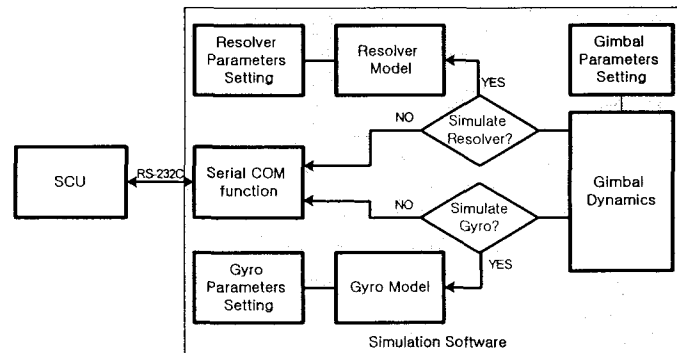 Resolver
Parameters
Setting
Resolver
Model
Gimbal
Parameters
Setting
YES
NO
Simulate
Resolver?
SCU
RS-232C
Serial COM
function
Gimbal
Dynamics
NO
Simulate
Gyro?
YES
Gyro
Parameters
Setting
Gyro Model
Simulation Software